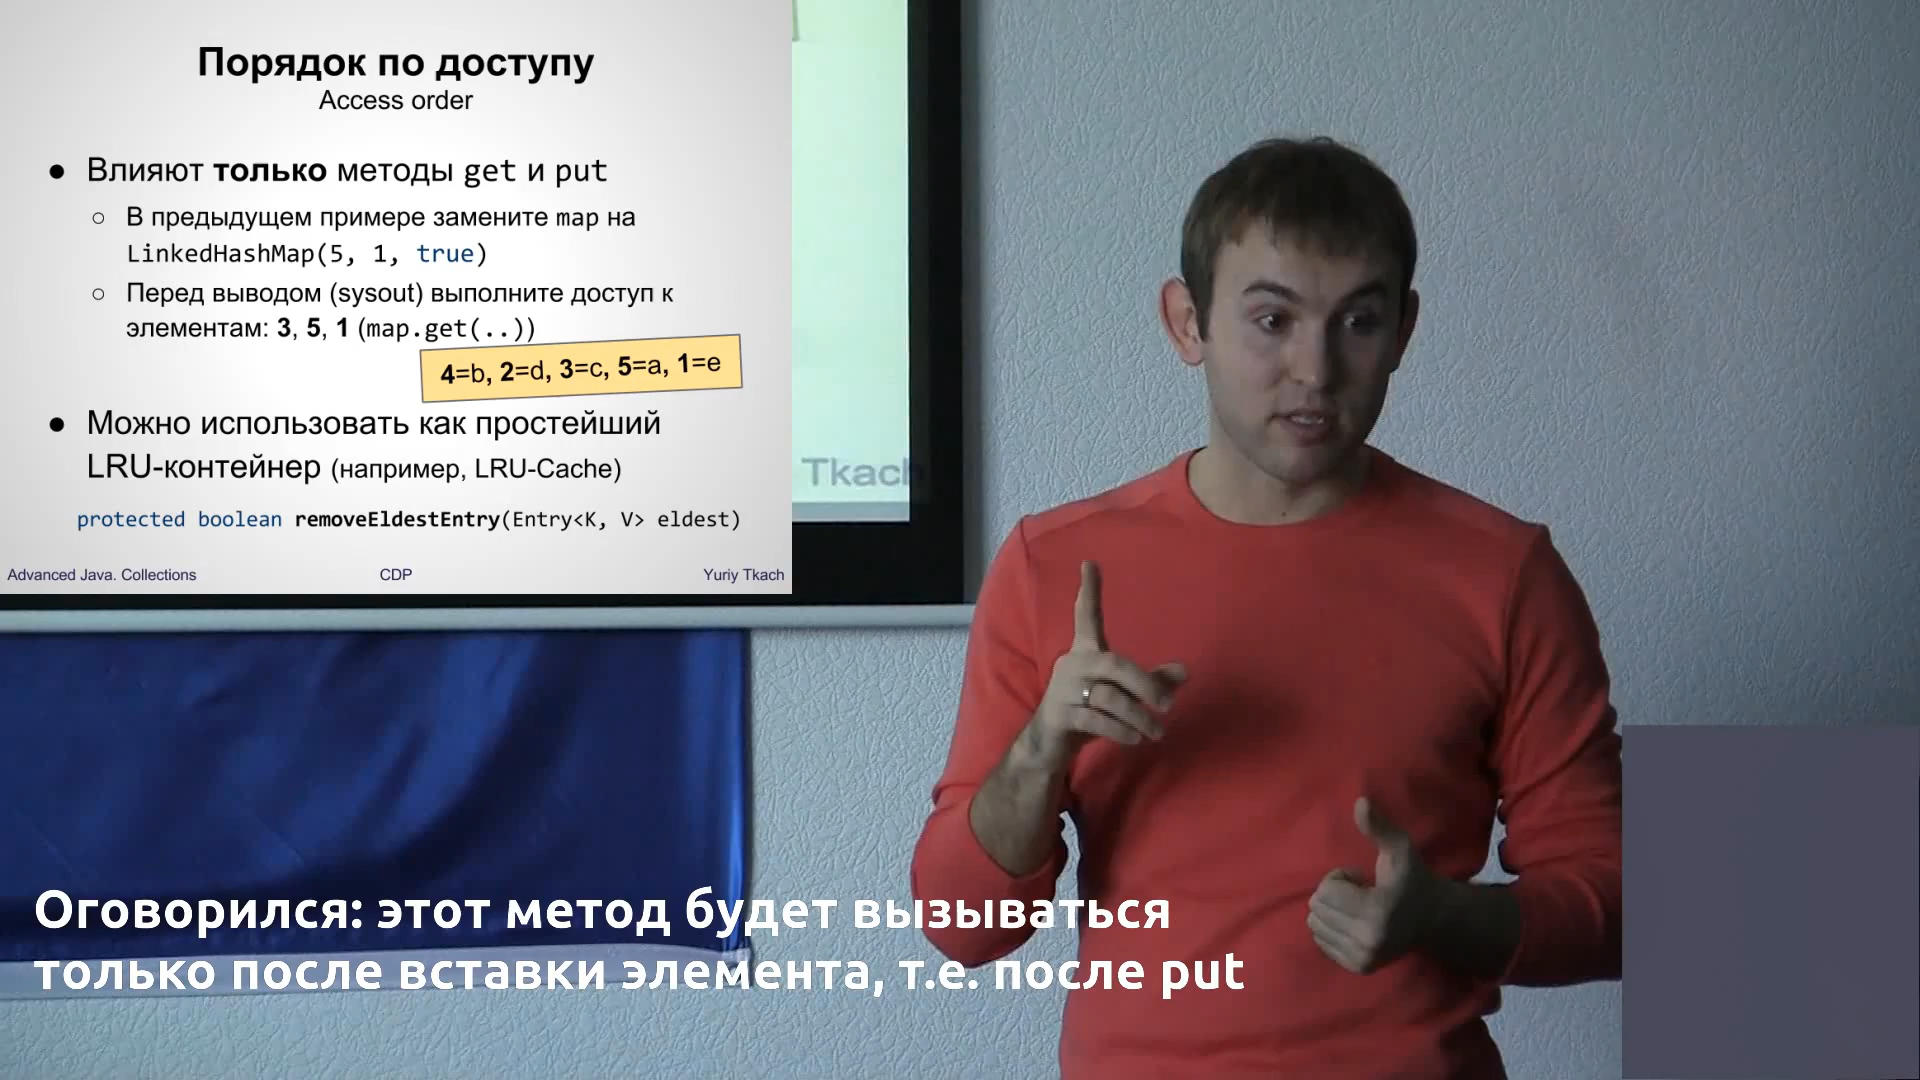 Порядок по доступу
Access order
● Влияют только методы get и put
○ В предыдущем примере замените map на
LinkedHashMap(5, 1, true)
○ Перед выводом (sysout) выполните доступ к
элементам: 3, 5, 1 (map.get(..))
4=b, 2=d, 3=c, 5=a, 1=e
● Можно использовать как простейший
LRU-контейнер (например, LRU-Cache)
protected boolean removeEldestEntry(Entry<K, V> eldest)
Advanced Java. Collections CDP Yuriy Tkach
Tkach
Оговорился: этот метод будет вызываться
только после вставки элемента, т.е. после put